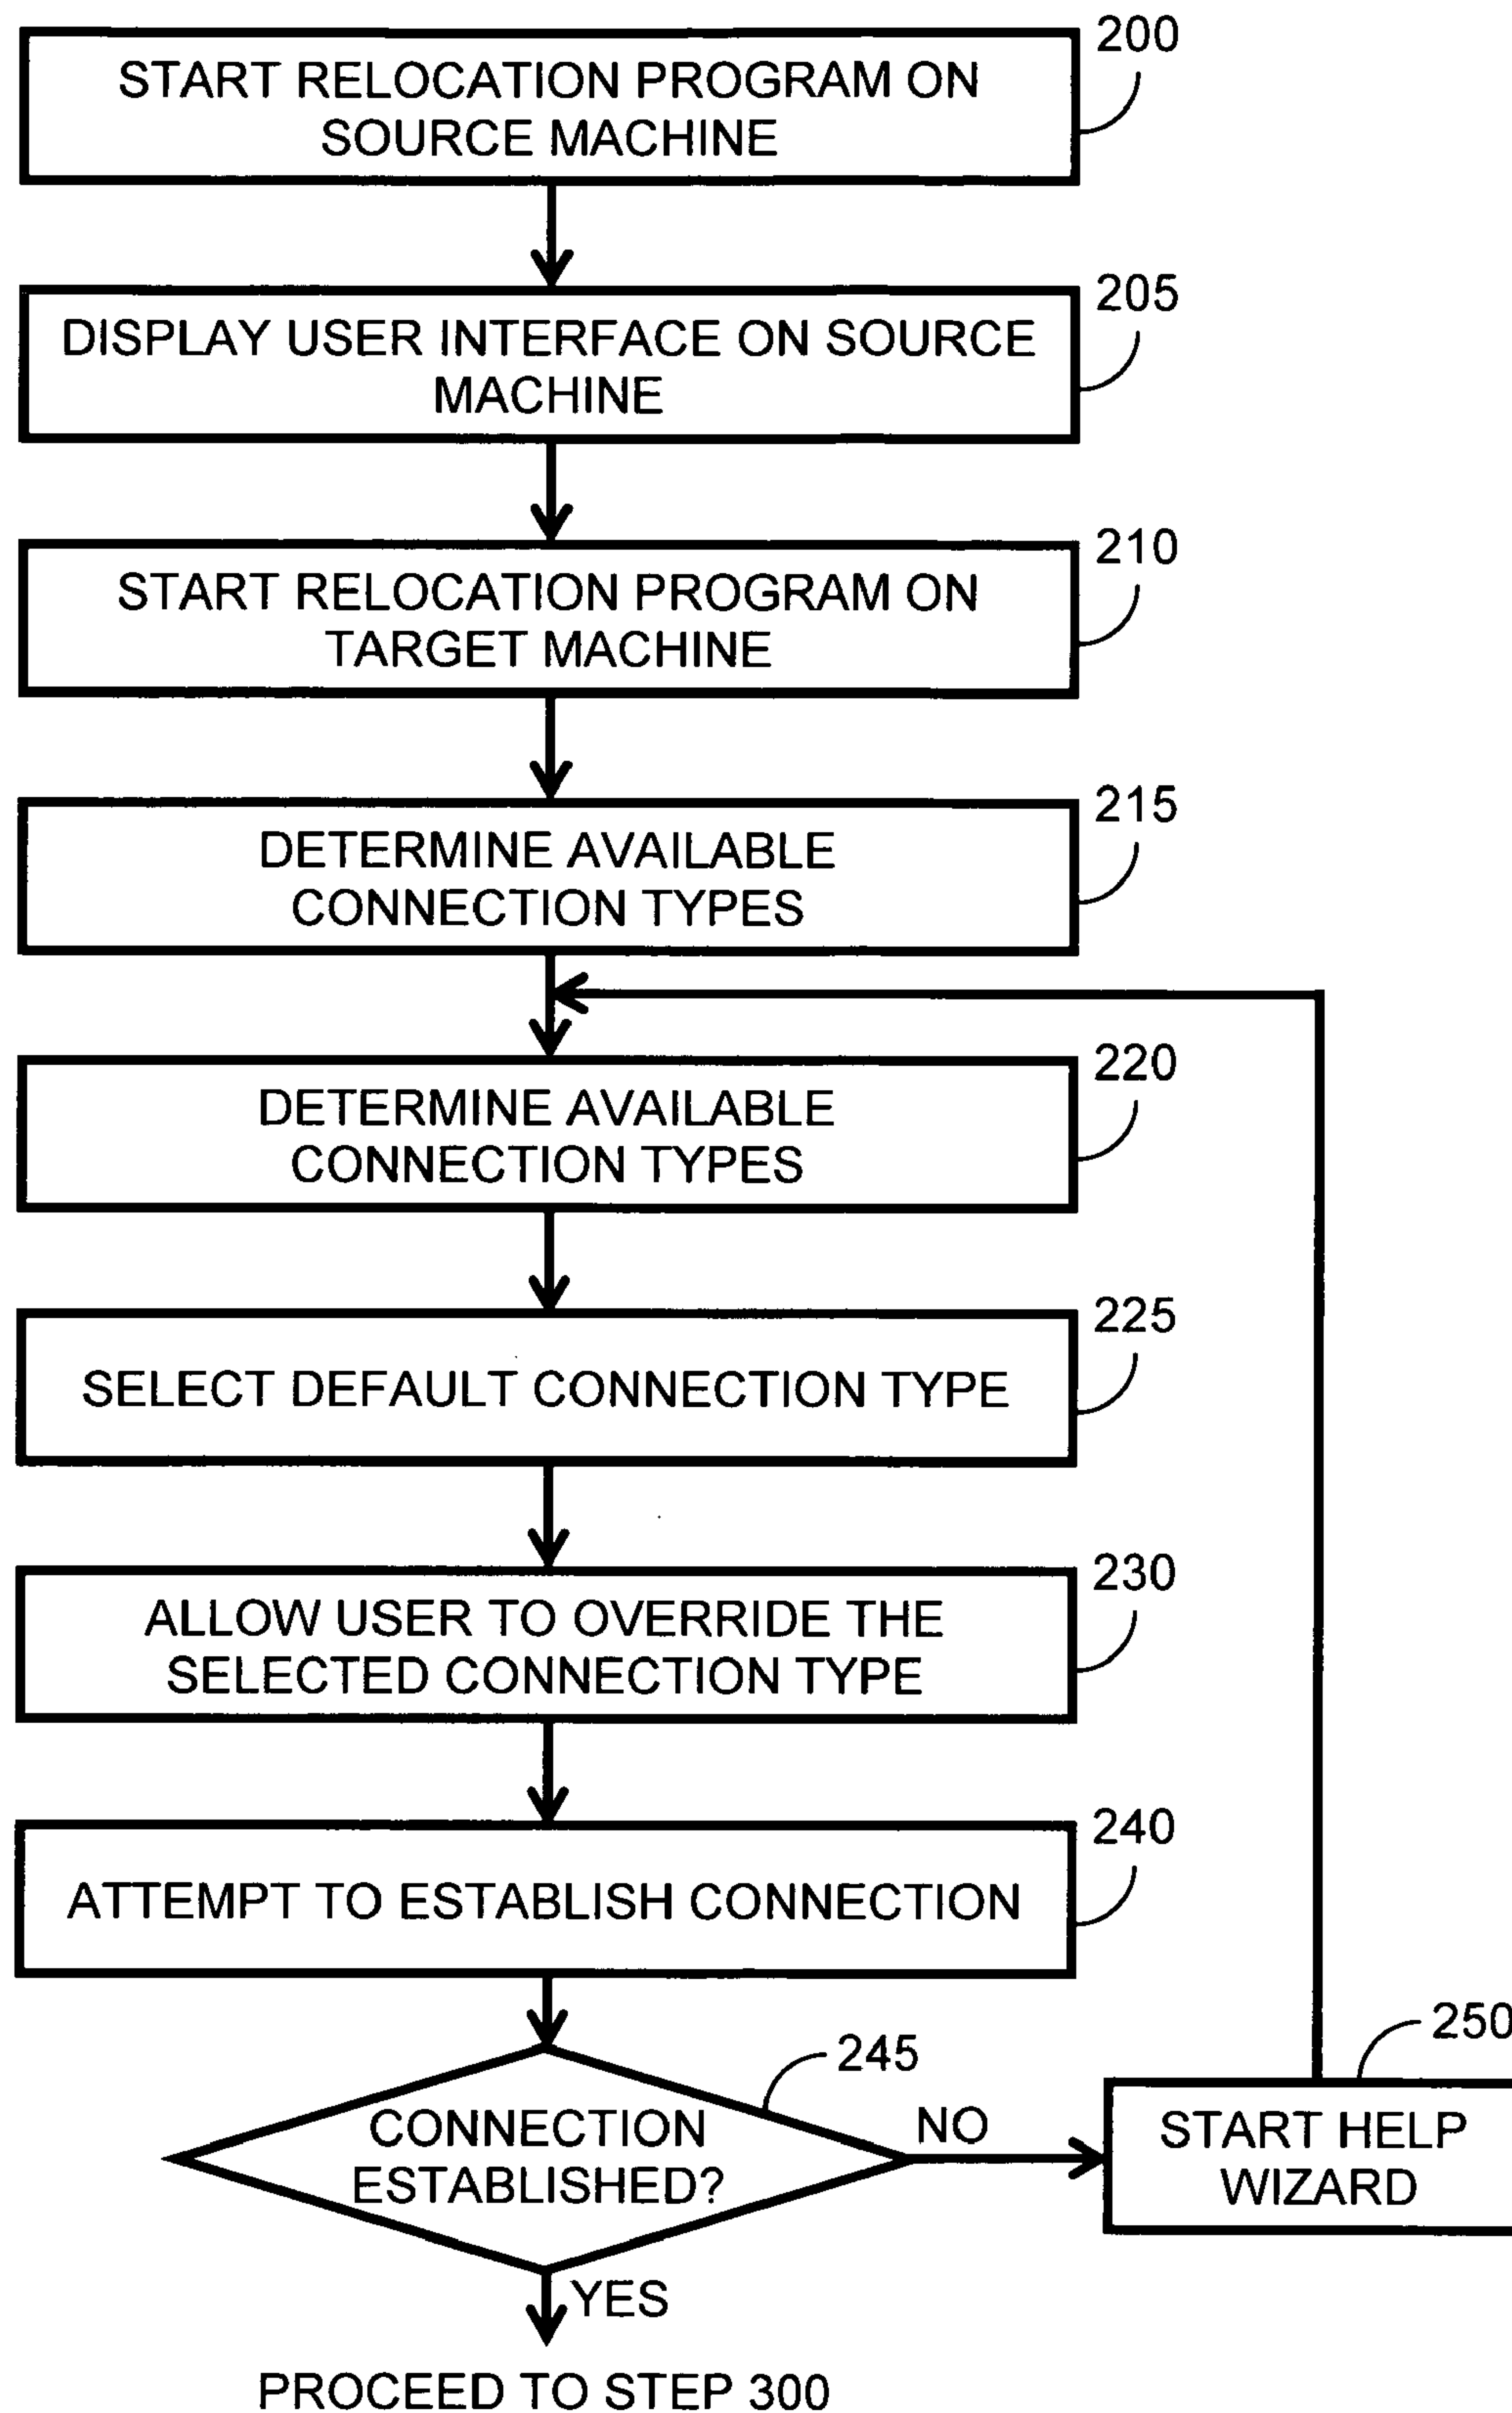 200
START RELOCATION PROGRAM ON
SOURCE MACHINE
205
DISPLAY USER INTERFACE ON SOURCE
MACHINE
210
START RELOCATION PROGRAM ON
TARGET MACHINE
215
DETERMINE AVAILABLE
CONNECTION TYPES
220
DETERMINE AVAILABLE
CONNECTION TYPES
225
SELECT DEFAULT CONNECTION TYPE
230
ALLOW USER TO OVERRIDE THE
SELECTED CONNECTION TYPE
240
ATTEMPT TO ESTABLISH CONNECTION
245
CONNECTION
ESTABLISHED?
NO
250
START HELP
WIZARD
YES
PROCEED TO STEP 300